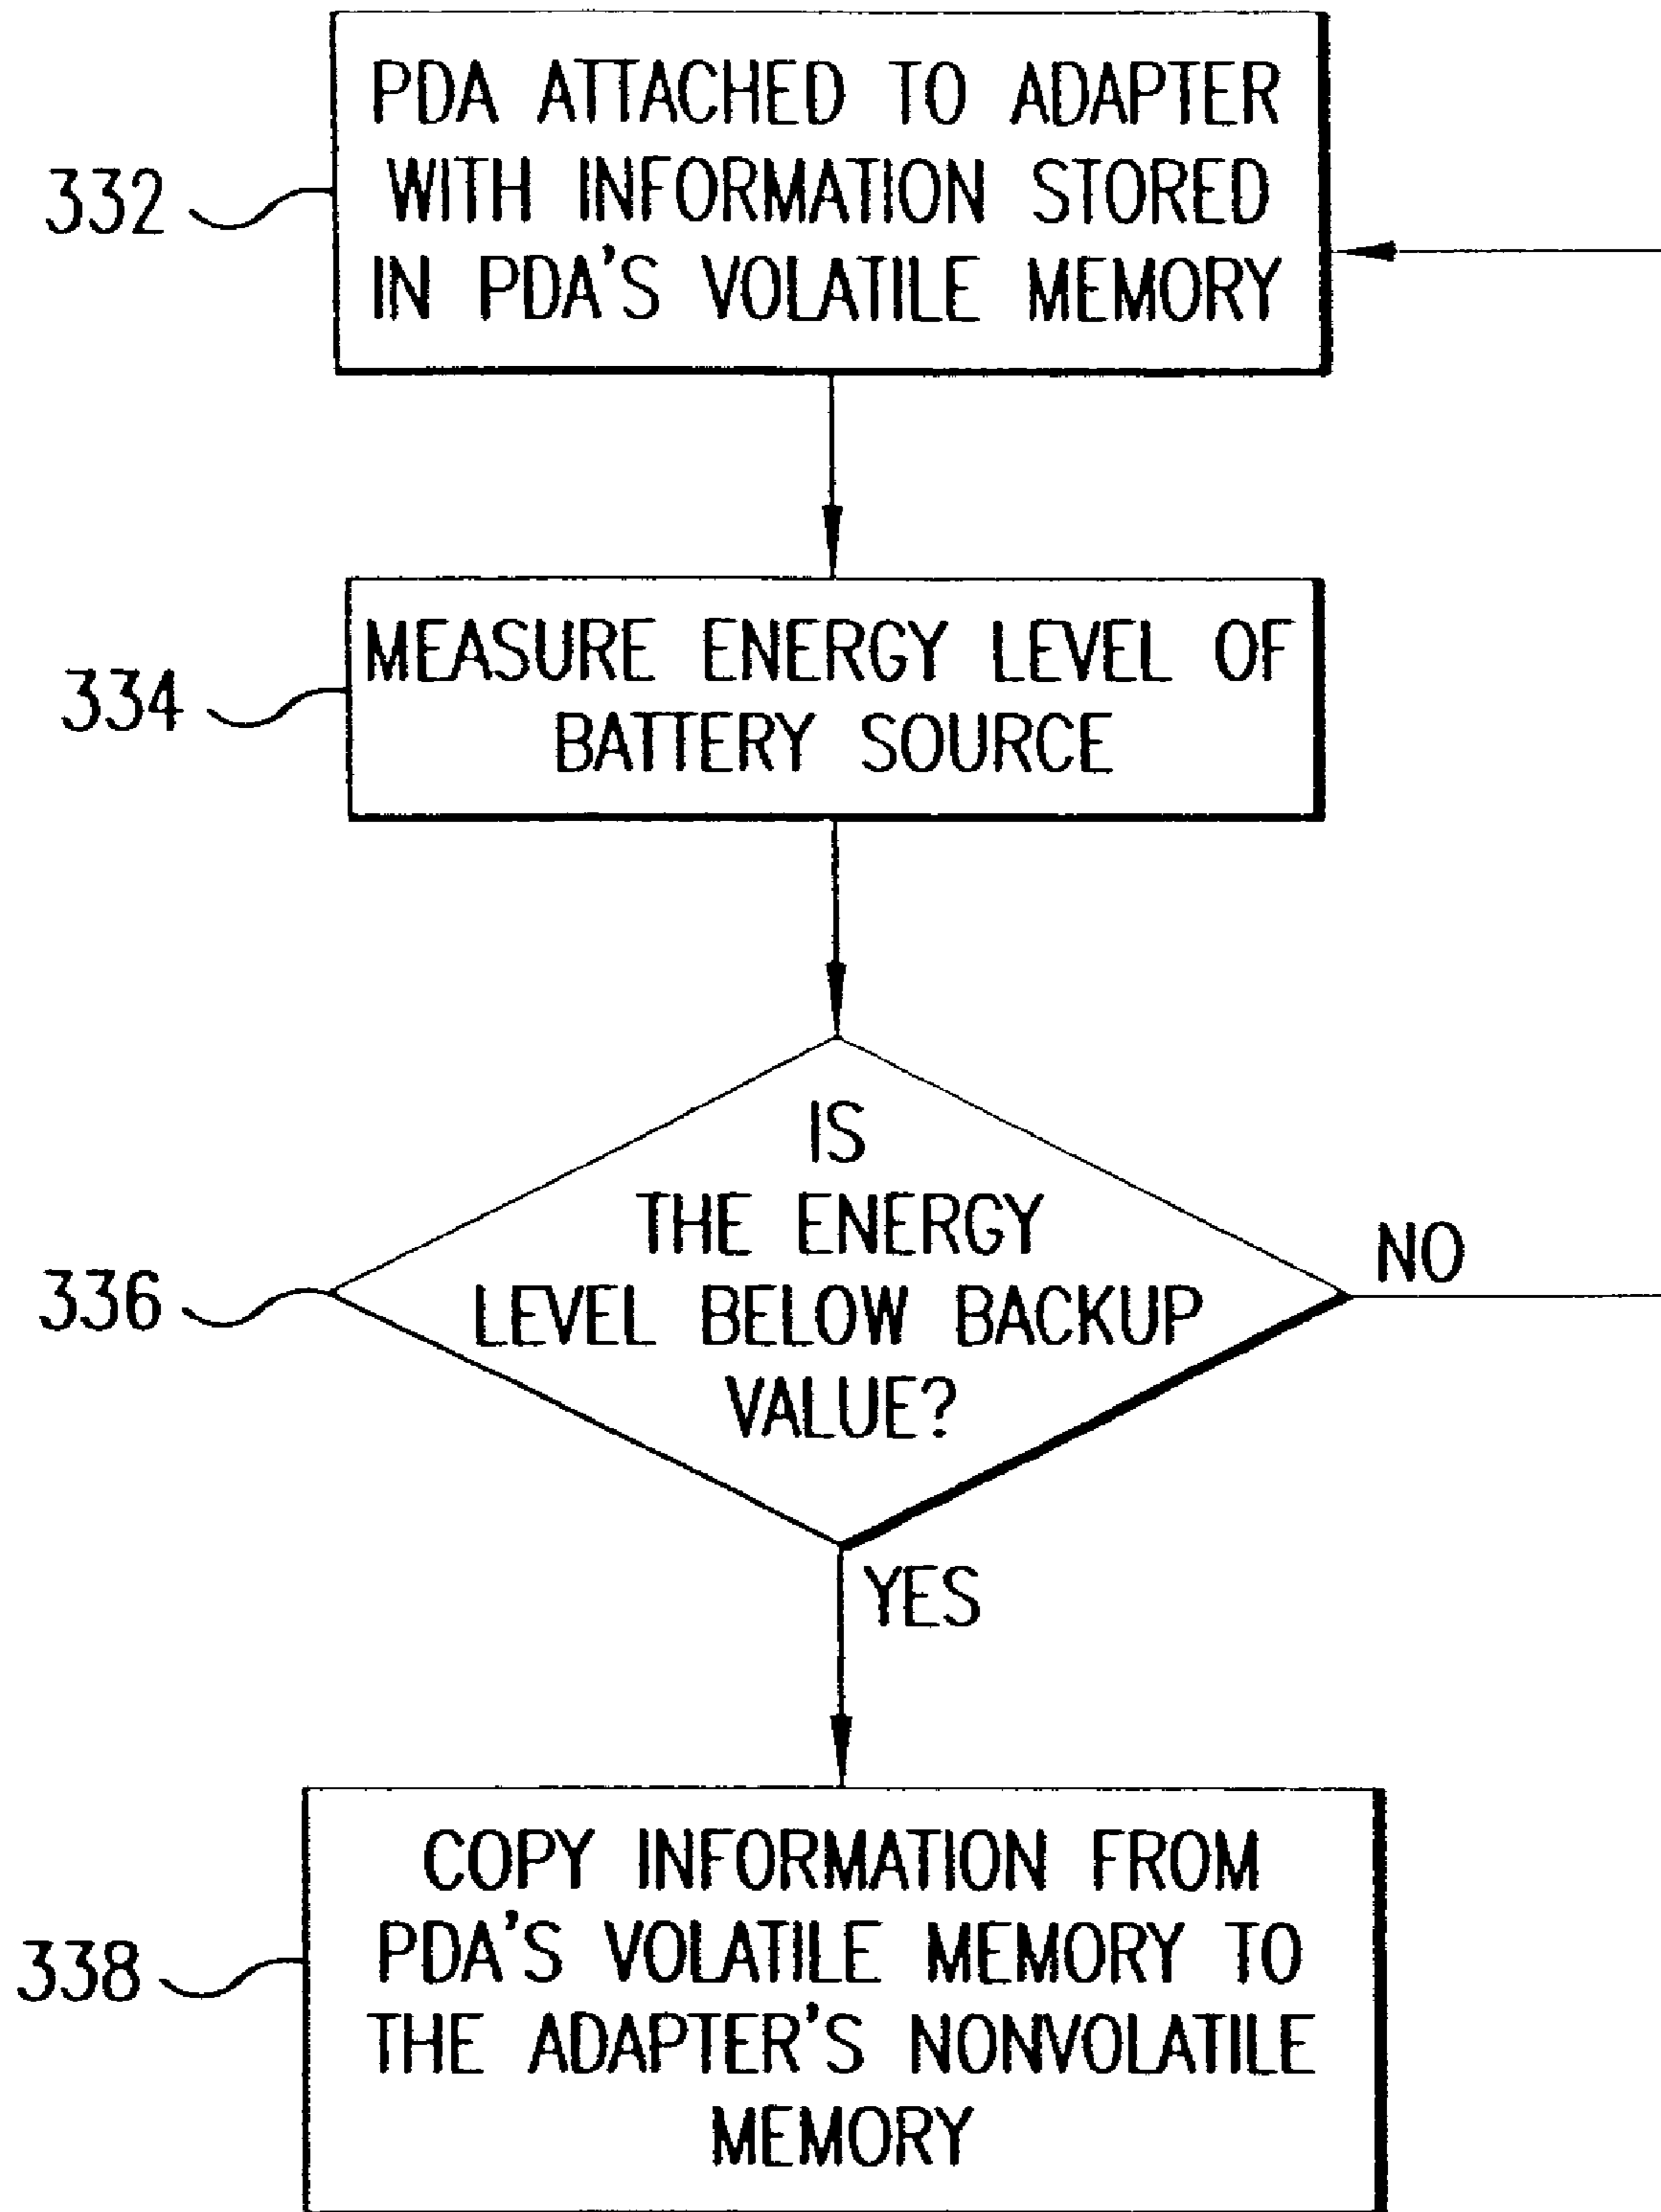 332
PDA ATTACHED TO ADAPTER
WITH INFORMATION STORED
IN PDA'S VOLATILE MEMORY
334
MEASURE ENERGY LEVEL OF
BATTERY SOURCE
336
IS
THE ENERGY
LEVEL BELOW BACKUP
VALUE?
NO
YES
338
COPY INFORMATION FROM
PDA'S VOLATILE MEMORY TO
THE ADAPTER'S NONVOLATILE
MEMORY